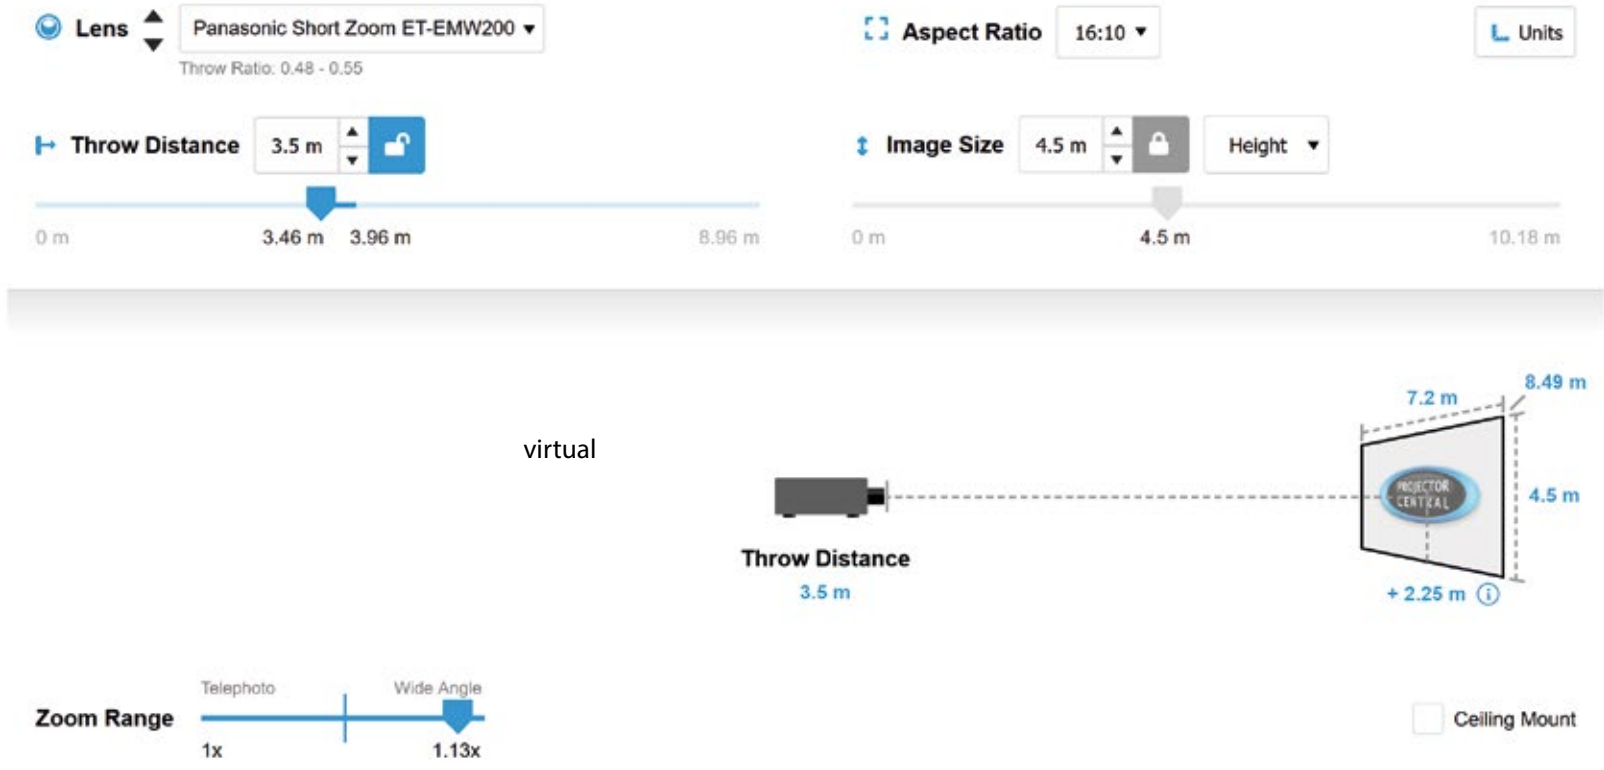 Lens
Panasonic Short Zoom ET-EMW200
Throw Ratio: 0.48 - 0.55
Aspect Ratio
16:10
Units
Throw Distance
3.5 m
Image Size
4.5 m
Height
0 m
3.46 m
3.96 m
8.96 m
0 m
4.5 m
10.18 m
virtual
7.2 m
8.49 m
PROJECTOR
CENTRAL
4.5 m
Throw Distance
3.5 m
+ 2.25 m
Zoom Range
Telephoto
Wide Angle
1x
1.13x
Ceiling Mount